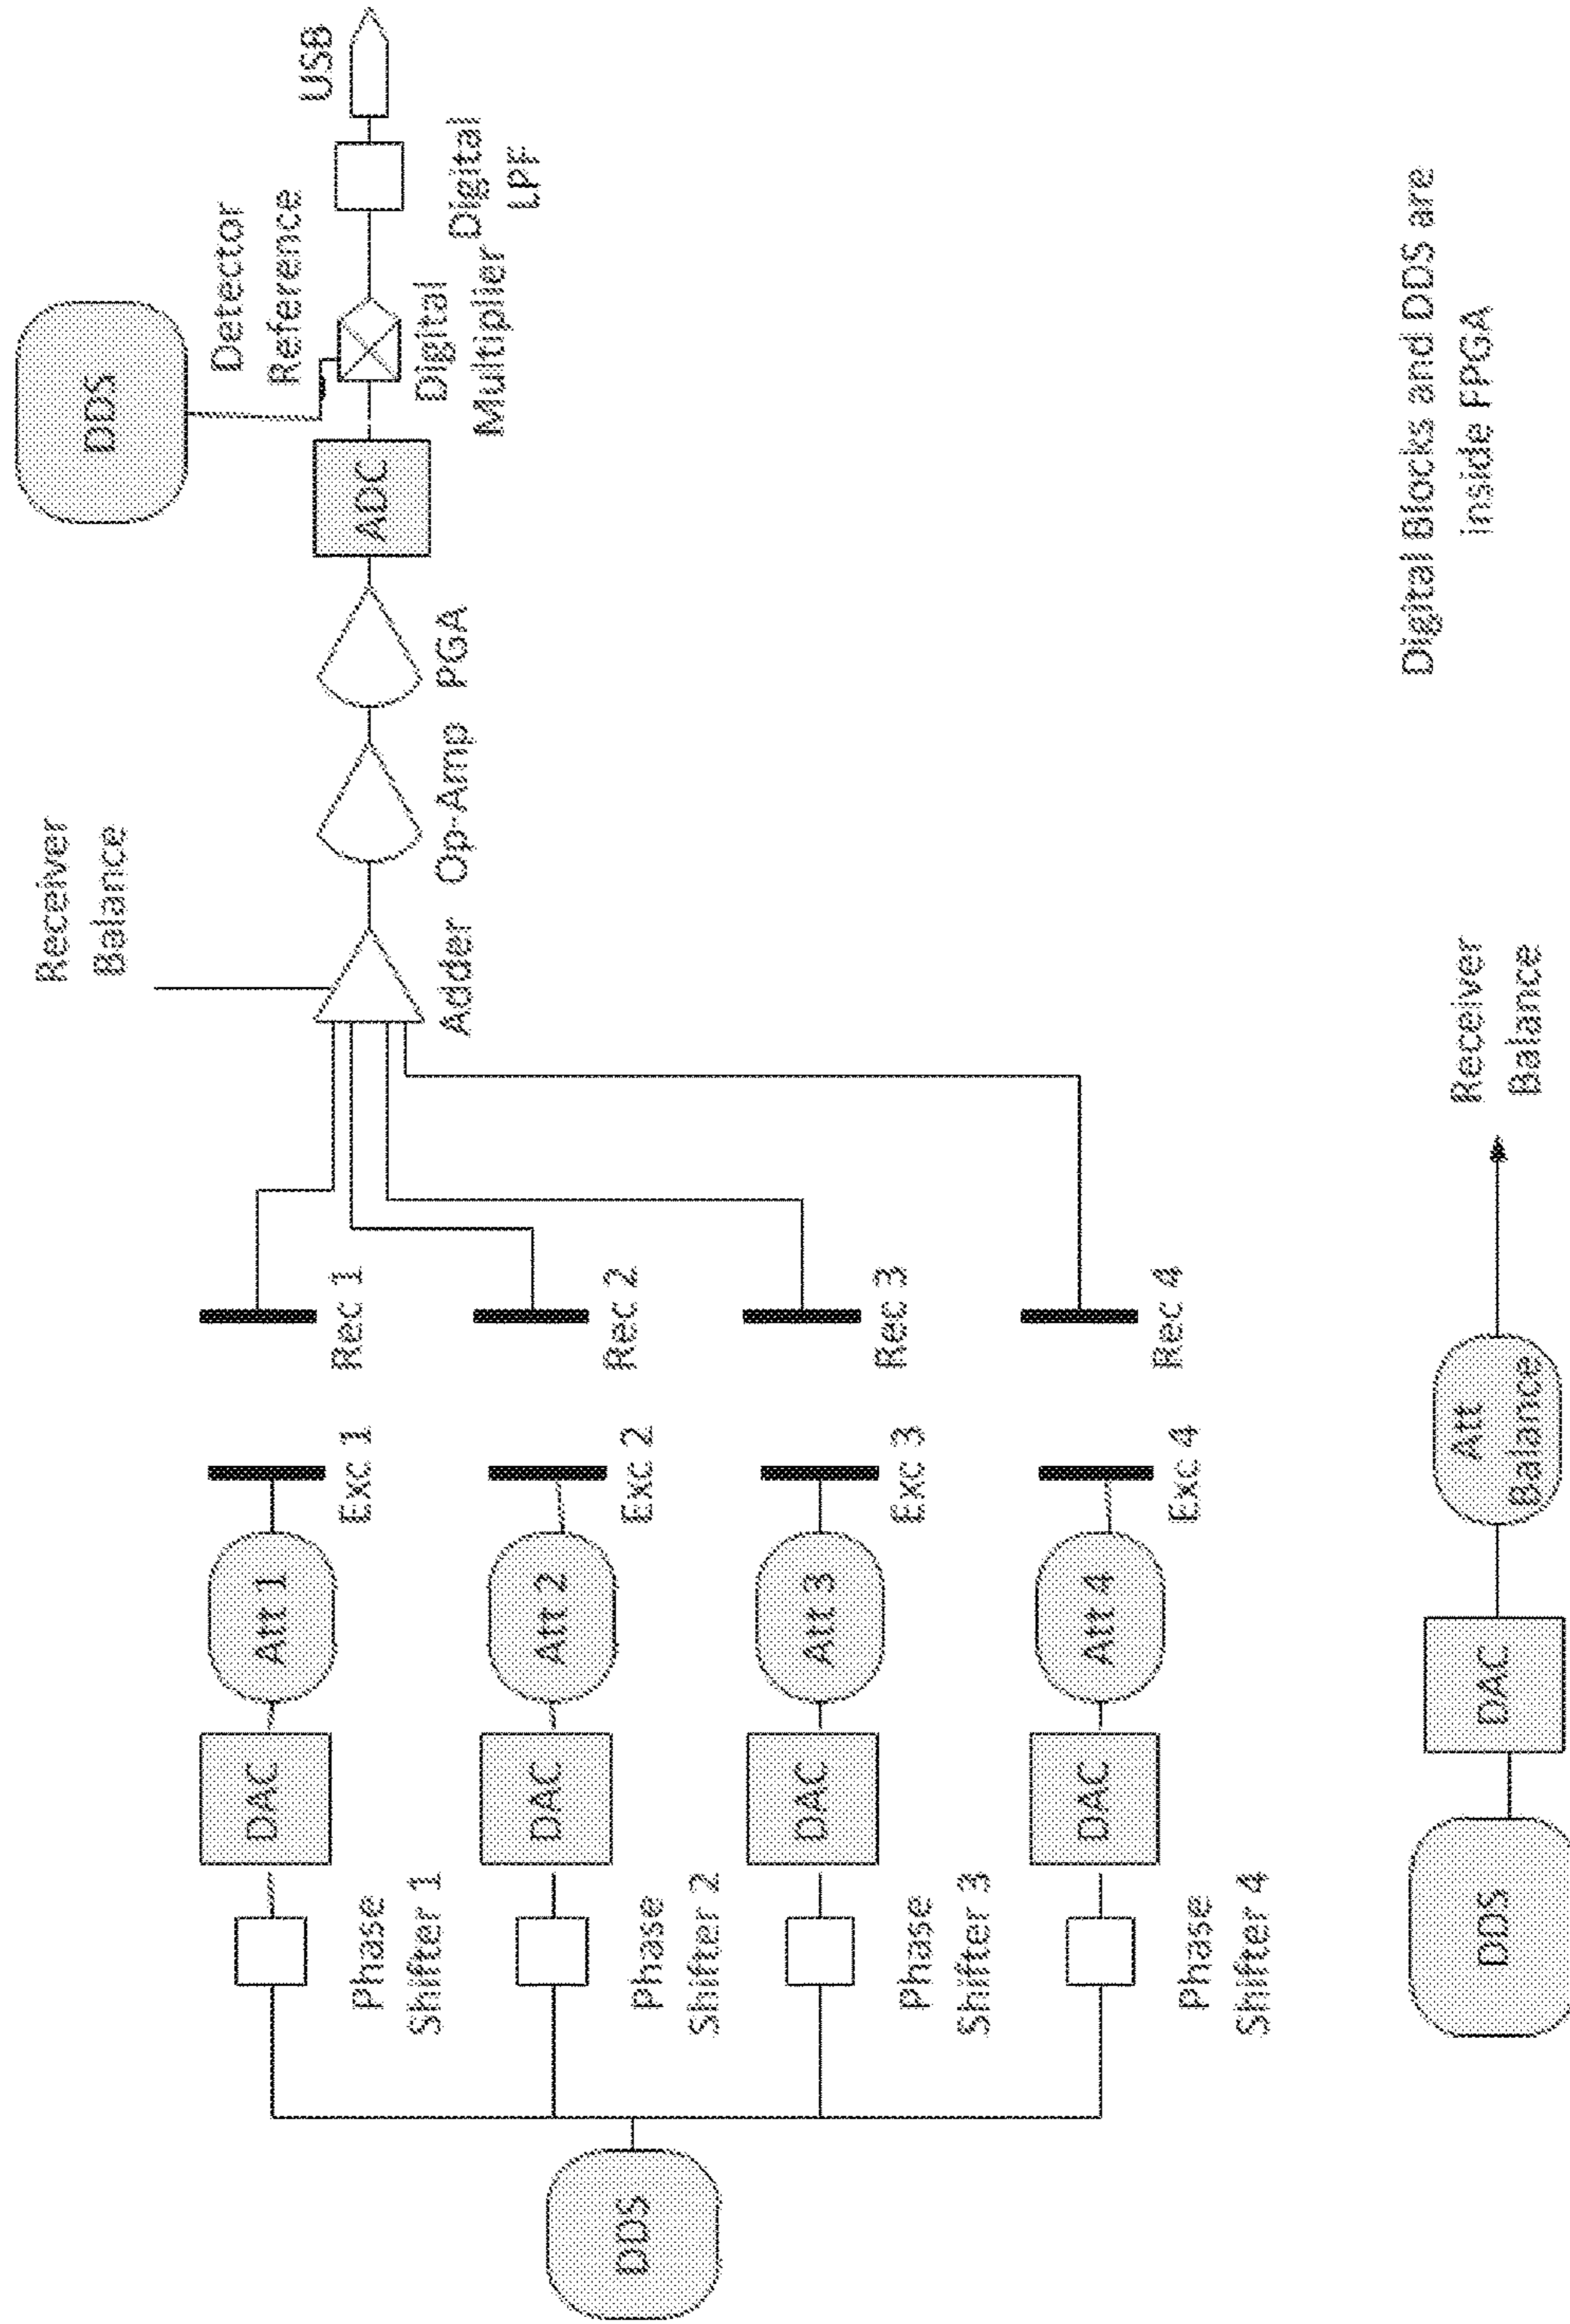 DDS
Phase
Shifter 1
DAC
Att 1
Exc 1
Rec 1
Phase
Shifter 2
DAC
Att 2
Exc 2
Rec 2
Phase
Shifter 3
DAC
Att 3
Exc 3
Rec 3
Phase
Shifter 4
DAC
Att 4
Exc 4
Rec 4
Receiver
Balance
Adder
Op-Amp
PGA
ADC
DDS
Detector
Reference
Digital
Multiplier
Digital
LPF
USB
DDS
DAC
Att
Balance
Receiver
Balance
Digital Blocks and DDS are
inside FPGA